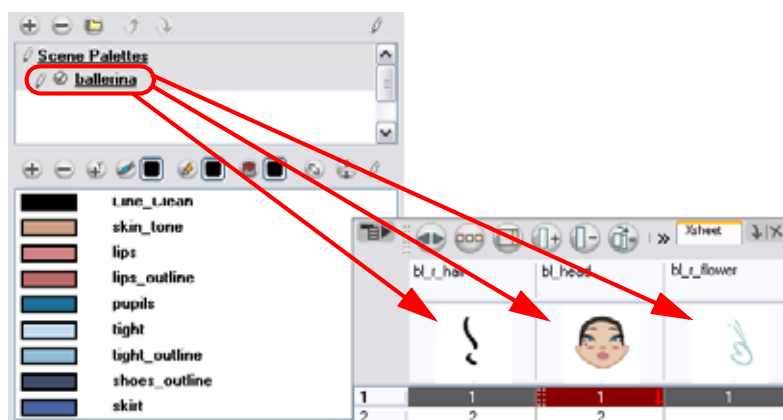 Scene Palettes
ballerina
Line_Clean
skin_tone
lips
lips_outline
pupils
tight
tight_outline
shoes_outline
skirt
Xsheet
bl_r_hair bl_head bl_r_flower
1 1 1 1
2 2 2